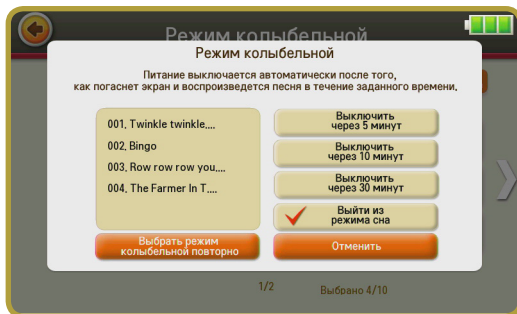 Режим колыбельной
Режим колыбельной
Питание выключается автоматически после того,
как погаснет экран и воспроизведется песня в течение заданного времени.
001. Twinkle twinkle....
002. Bingo
003. Row row row you....
004. The Farmer In T....
Выключить
через 5 минут
Выключить
через 10 минут
Выключить
через 30 минут
Выйти из
режима сна
Выбрать режим
колыбельной повторно
Отменить
1/2
Выбрано 4/10